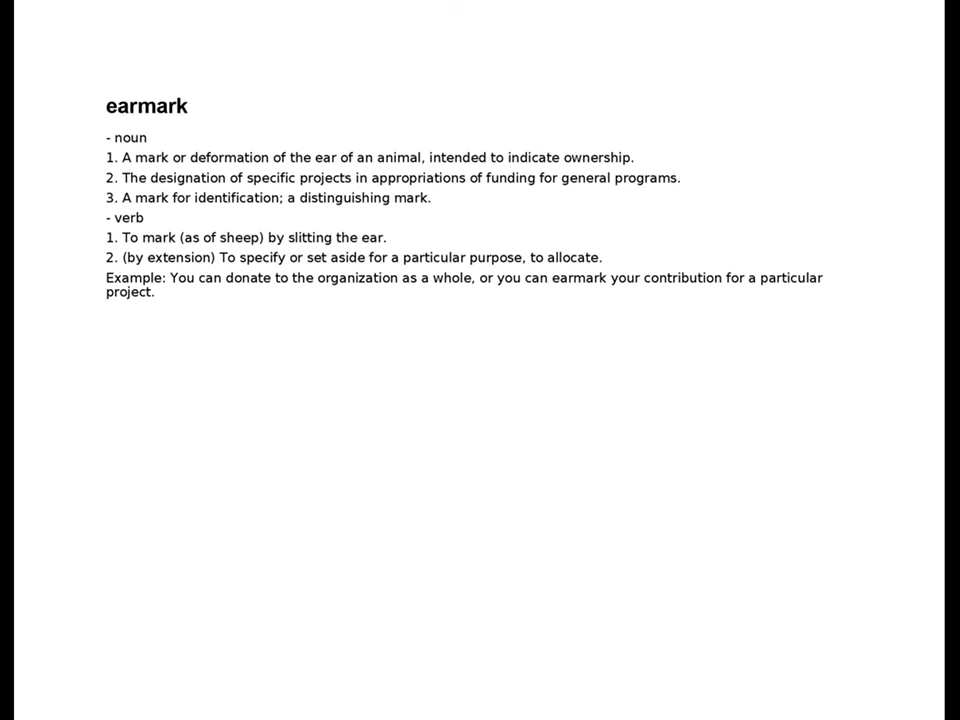 earmark
- noun
1. A mark or deformation of the ear of an animal, intended to indicate ownership.
2. The designation of specific projects in appropriations of funding for general programs.
3. A mark for identification; a distinguishing mark.
- verb
1. To mark (as of sheep) by slitting the ear.
2. (by extension) To specify or set aside for a particular purpose, to allocate.
Example: You can donate to the organization as a whole, or you can earmark your contribution for a particular
project.